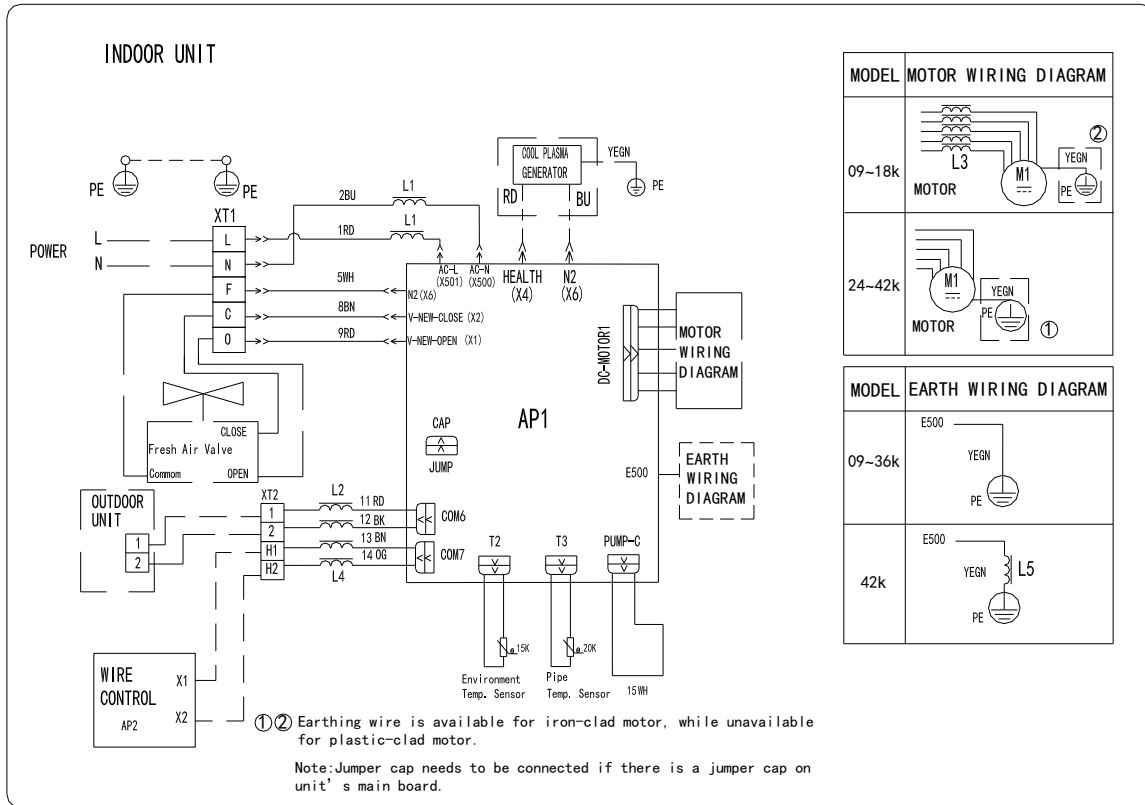 INDOOR UNIT
PE
PE
POWER
L
N
XT1
L
N
F
C
O
2BU
L1
1RD
L1
5WH
8BN
9RD
COOL PLASMA
GENERATOR
YEGN
PE
RD
BU
AC-L
(X501)
AC-N
(X500)
HEALTH
(X4)
N2
(X6)
N2(X6)
V-NEW-CLOSE (X2)
V-NEW-OPEN (X1)
DC-MOTOR1
MOTOR
WIRING
DIAGRAM
AP1
CAP
JUMP
E500
EARTH
WIRING
DIAGRAM
CLOSE
Fresh Air Valve
Commom
OPEN
OUTDOOR
UNIT
1
2
XT2
1
2
H1
H2
L2
11 RD
12 BK
13 BN
14 OG
L4
COM6
COM7
T2
T3
PUMP-C
θ 15K
θ 20K
Environment
Temp. Sensor
Pipe
Temp. Sensor
15WH
WIRE
CONTROL
AP2
X1
X2
①② Earthing wire is available for iron-clad motor, while unavailable
for plastic-clad motor.
Note:Jumper cap needs to be connected if there is a jumper cap on
unit's main board.
MODEL MOTOR WIRING DIAGRAM
09~18k
L3
MOTOR
M1
YEGN
PE
②
24~42k
M1
MOTOR
YEGN
PE
①
MODEL EARTH WIRING DIAGRAM
09~36k
E500
YEGN
PE
42k
E500
YEGN
L5
PE